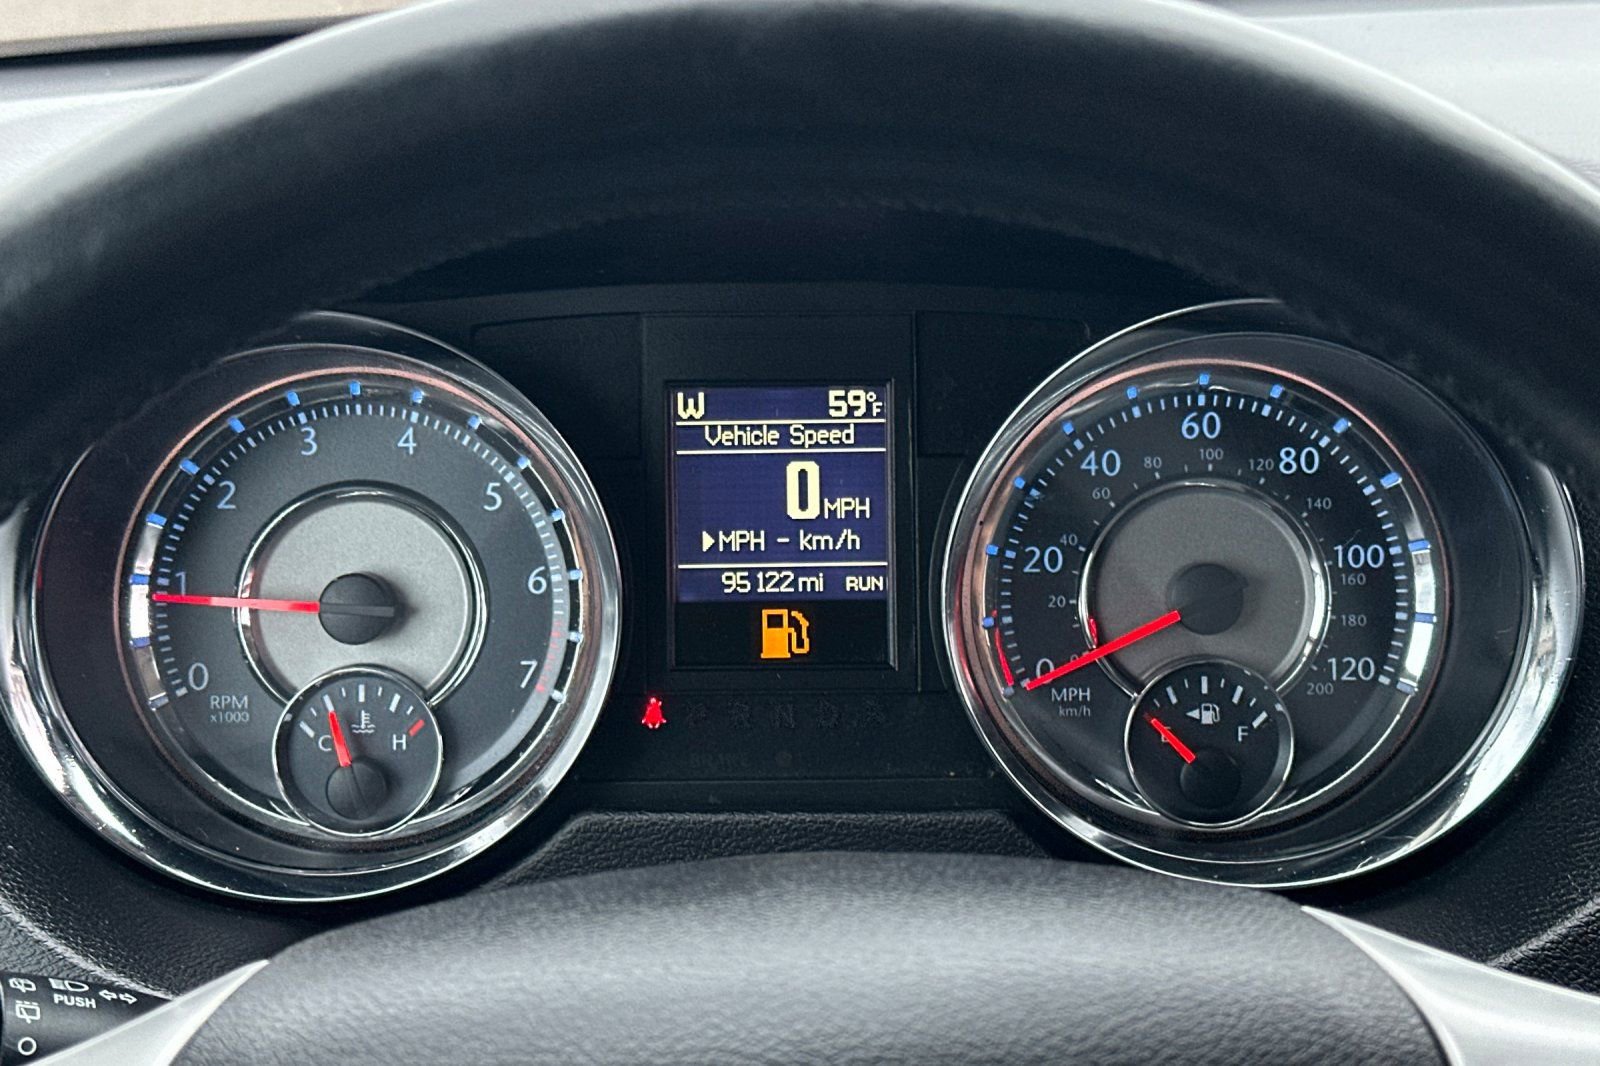 W 59°F
Vehicle Speed
0 MPH
▶MPH - km/h
95122 mi RUN
0
1
2
3
4
5
6
7
RPM
x1000
C H
0
20
40
60
80
100
120
MPH
km/h
20
40
60
80
100
120
140
160
180
200
E F
P R N D
PUSH